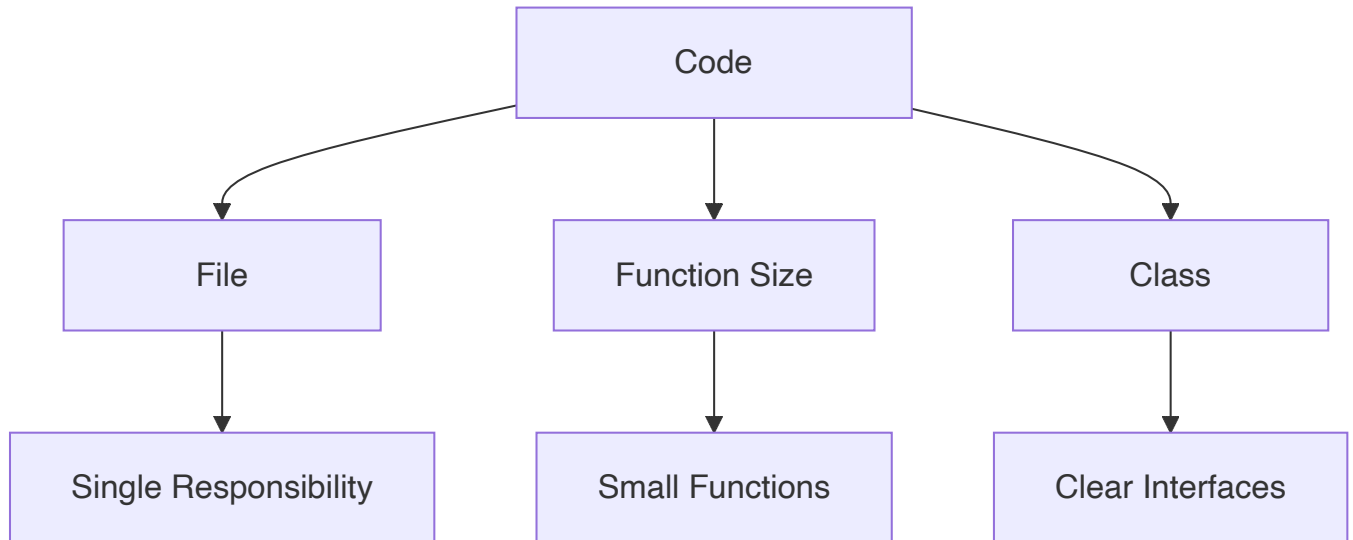 Code
File
Function Size
Class
Single Responsibility
Small Functions
Clear Interfaces